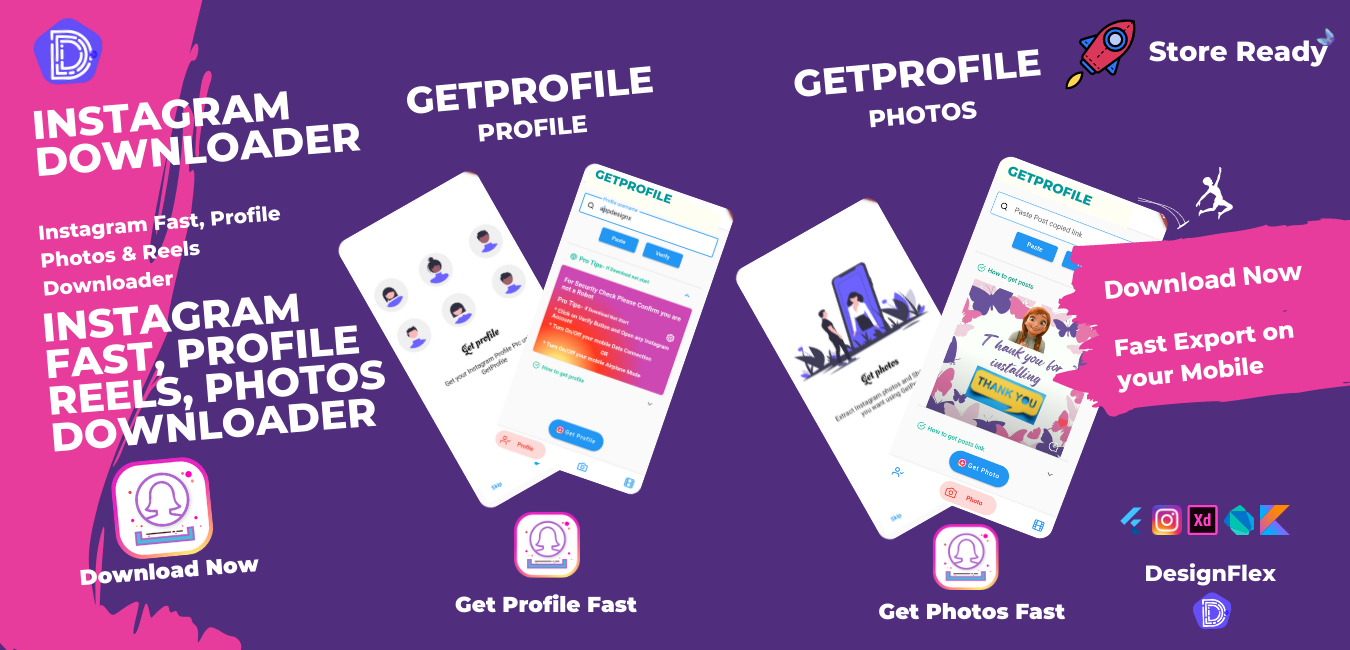 INSTAGRAM
DOWNLOADER
Instagram Fast, Profile
Photos & Reels
Downloader
INSTAGRAM
FAST, PROFILE
REELS, PHOTOS
DOWNLOADER
Download Now
GETPROFILE
PROFILE
Get profile
Get your Instagram Profile Pic
GetProfile
Skip
GETPROFILE
Profile username
appdesignx
Paste
Verify
Pro Tips- If Download Not start
For Security Check Please Confirm you are
not a Robot
Pro Tips- If Download Not Start
* Click on Verify Button and Open any Instagram
Account
* Turn On/Off your mobile Data Connection
OR
* Turn On/Off your mobile Airplane Mode
How to get profile
Get Profile
Profile
Get Profile Fast
GETPROFILE
PHOTOS
Get photos
Extract Instagram photos and
you want using
Skip
GETPROFILE
Paste Post copied link
Paste
How to get posts
Thank you for
installing
THANK YOU
How to get posts link
Get Photo
Photo
Get Photos Fast
Store Ready
Download Now
Fast Export on
your Mobile
Xd
DesignFlex